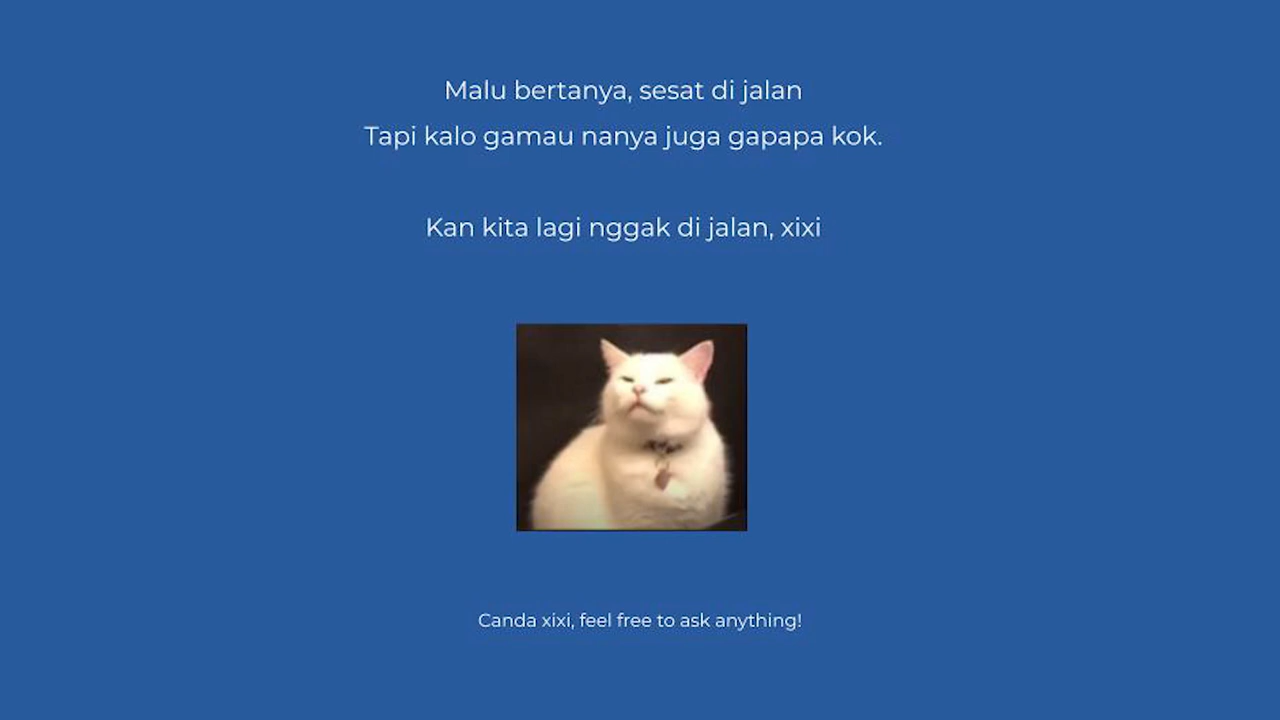 Malu bertanya, sesat di jalan
Tapi kalo gamau nanya juga gapapa kok.
Kan kita lagi nggak di jalan, xixi
Canda xixi, feel free to ask anything!